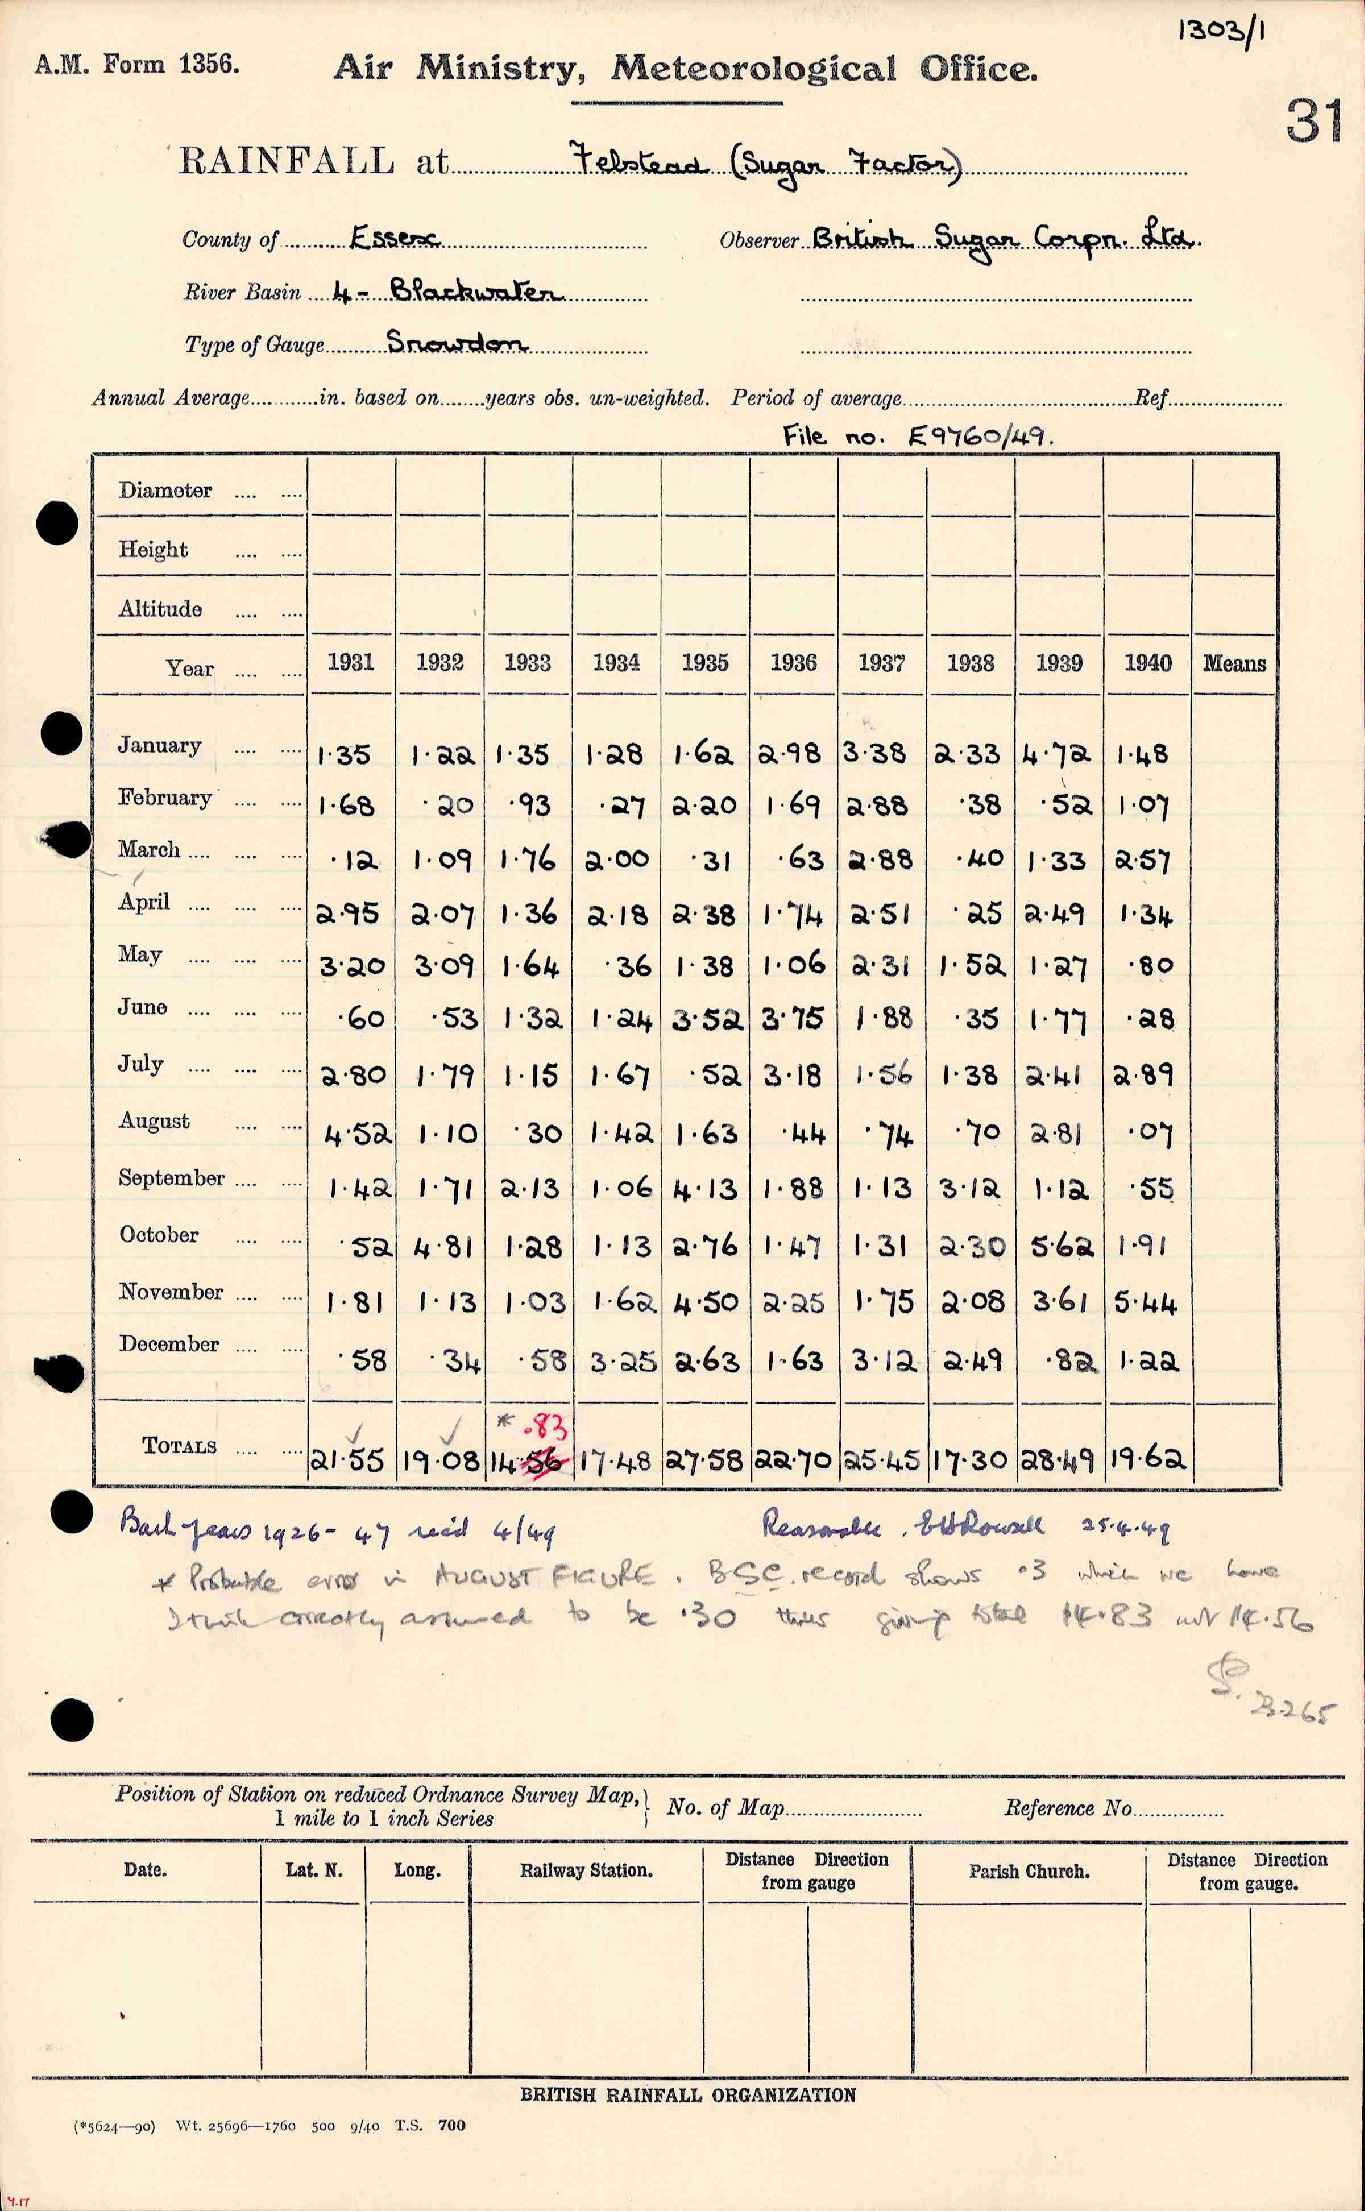 1303/1
A.M. Form 1356. Air Ministry, Meteorological Office.
31
RAINFALL at Felstead (Sugar Factor)
County of Essex Observer British Sugar Corpn. Ltd.
River Basin 4 - Blackwater
Type of Gauge Snowdon
Annual Average in. based on years obs. un-weighted. Period of average Ref
File no. E9760/49.
Diameter
Height
Altitude
Year 1931 1932 1933 1934 1935 1936 1937 1938 1939 1940 Means
January 1.35 1.22 1.35 1.28 1.62 2.98 3.38 2.33 4.72 1.48
February 1.68 .20 .93 .27 2.20 1.69 2.88 .38 .52 1.07
March .12 1.09 1.76 2.00 .31 .63 2.88 .40 1.33 2.57
April 2.95 2.07 1.36 2.18 2.38 1.74 2.51 .25 2.49 1.34
May 3.20 3.09 1.64 .36 1.38 1.06 2.31 1.52 1.27 .80
June .60 .53 1.32 1.24 3.52 3.75 1.88 .35 1.77 .28
July 2.80 1.79 1.15 1.67 .52 3.18 1.56 1.38 2.41 2.89
August 4.52 1.10 .30 1.42 1.63 .44 .74 .70 2.81 .07
September 1.42 1.71 2.13 1.06 4.13 1.88 1.13 3.12 1.12 .55
October .52 4.81 1.28 1.13 2.76 1.47 1.31 2.30 5.62 1.91
November 1.81 1.13 1.03 1.62 4.50 2.25 1.75 2.08 3.61 5.44
December .58 .34 .58 3.25 2.63 1.63 3.12 2.49 .82 1.22
* .83
TOTALS 21.55 19.08 14.56 17.48 27.58 22.70 25.45 17.30 28.49 19.62
Back years 1926-47 rec'd 4/49 Reasonable. EHRowsell 25.4.49
* Probable error in AUGUST FIGURE. BSC. record shows .3 which we have
I think correctly assumed to be .30 thus giving total 14.83 not 14.56
23.2.65
Position of Station on reduced Ordnance Survey Map, No. of Map Reference No
1 mile to 1 inch Series
Date. Lat. N. Long. Railway Station. Distance Direction from gauge Parish Church. Distance Direction from gauge.
BRITISH RAINFALL ORGANIZATION
(*5624—90) Wt. 25696—1760 500 9/40 T.S. 700